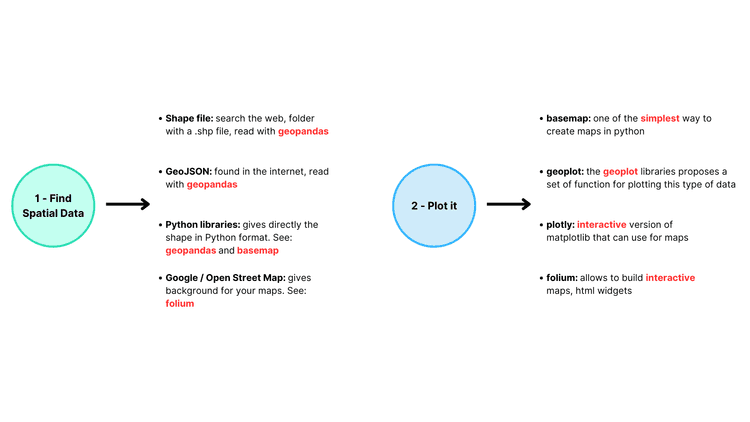 1 - Find
Spatial Data
• Shape file: search the web, folder
with a .shp file, read with geopandas
• GeoJSON: found in the internet, read
with geopandas
• Python libraries: gives directly the
shape in Python format. See:
geopandas and basemap
• Google / Open Street Map: gives
background for your maps. See:
folium
2 - Plot it
• basemap: one of the simplest way to
create maps in python
• geoplot: the geoplot libraries proposes a
set of function for plotting this type of data
• plotly: interactive version of
matplotlib that can use for maps
• folium: allows to build interactive
maps, html widgets